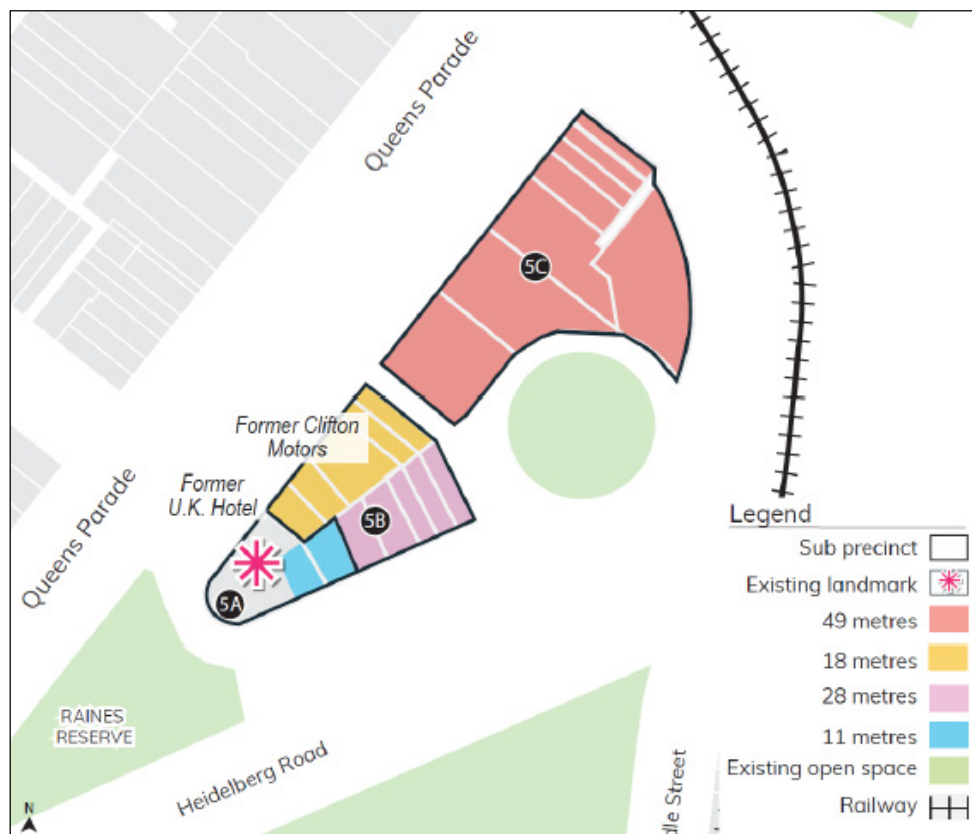 Queens Parade
5C
Former Clifton
Motors
Former
U.K. Hotel
5B
Queens Parade
5A
RAINES
RESERVE
Heidelberg Road
dle Street
N
Legend
Sub precinct
Existing landmark
49 metres
18 metres
28 metres
11 metres
Existing open space
Railway